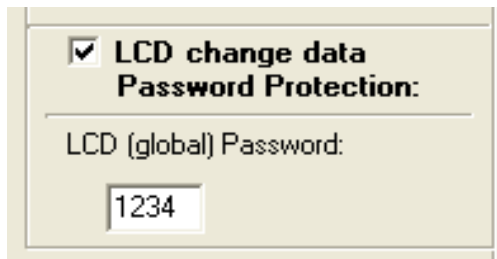 LCD change data
Password Protection:
LCD (global) Password:
1234